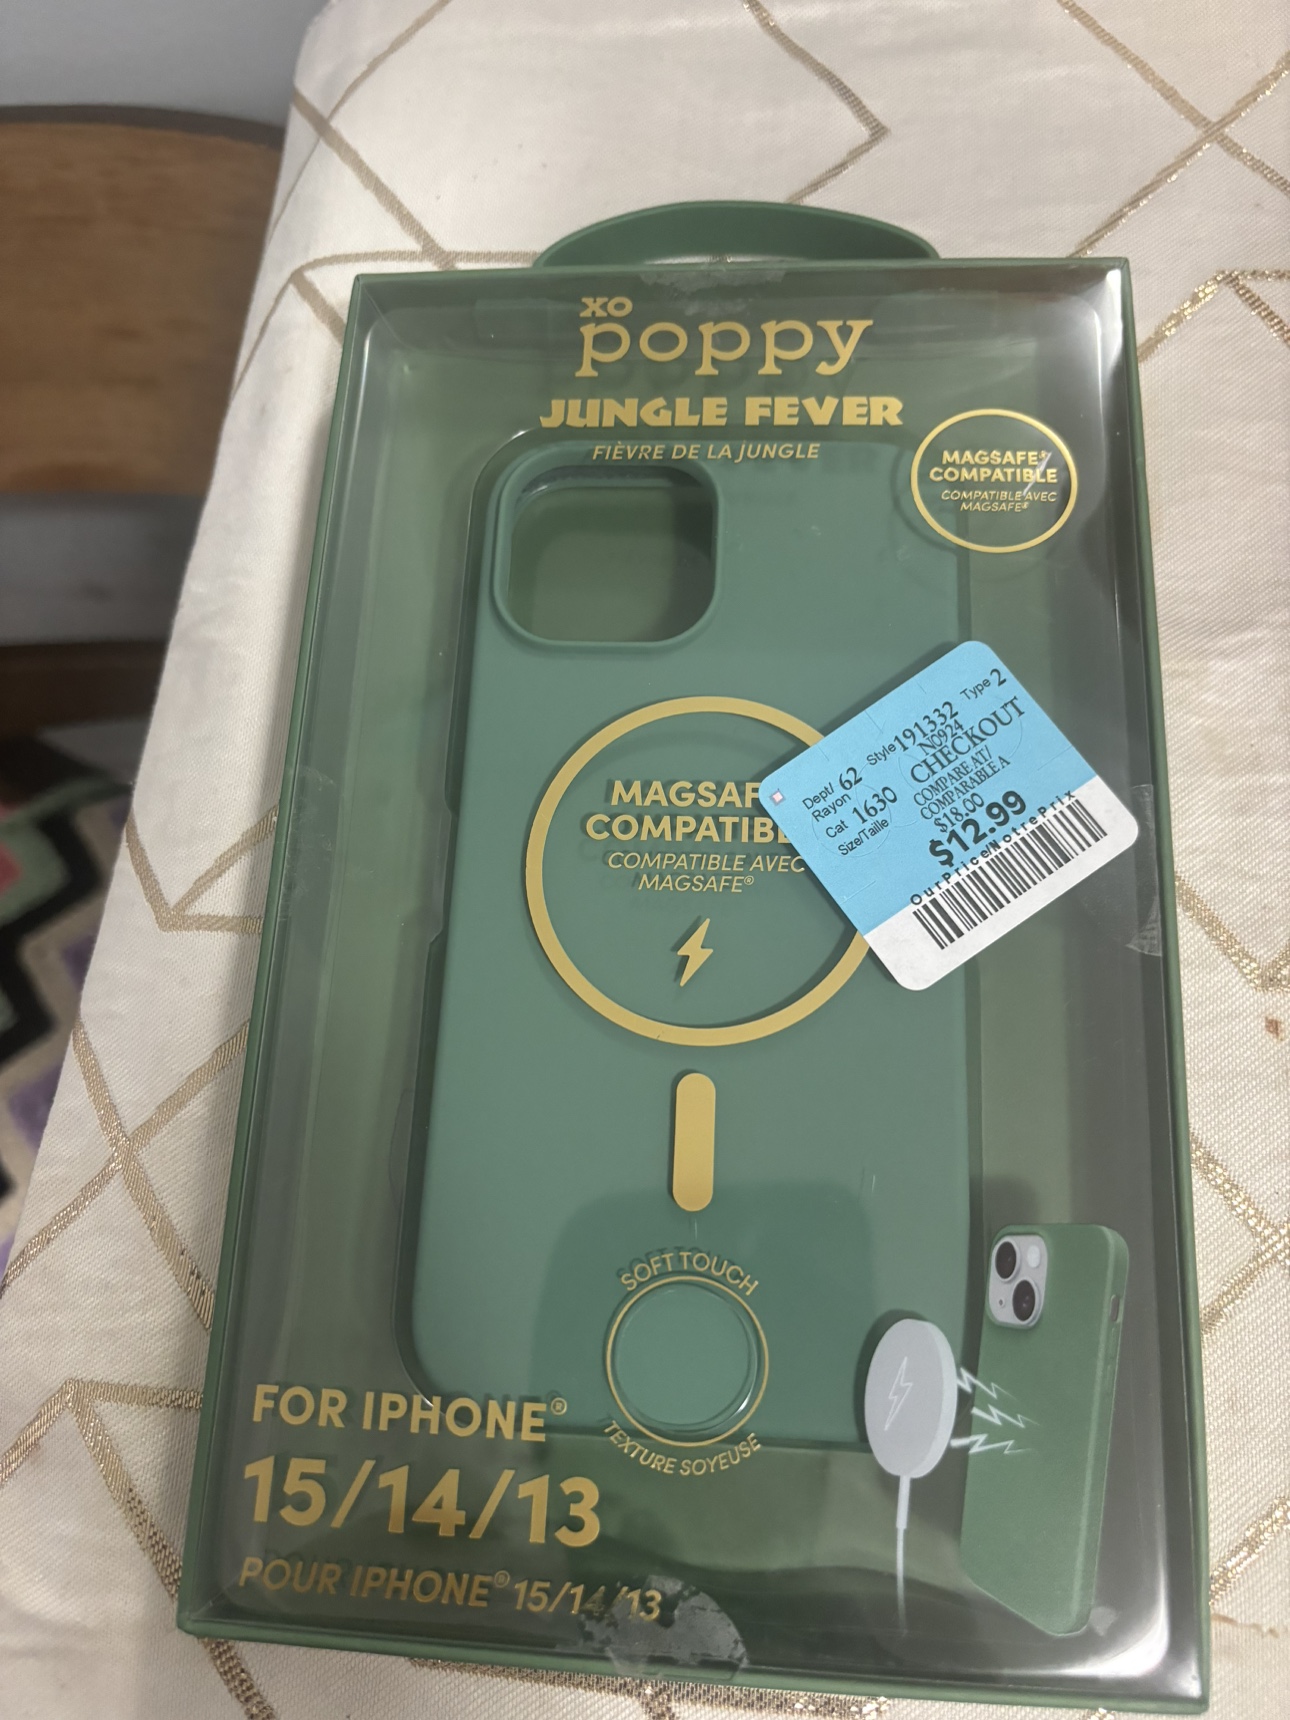 xo
poppy
JUNGLE FEVER
FIÈVRE DE LA JUNGLE
MAGSAFE®
COMPATIBLE
COMPATIBLE AVEC
MAGSAFE®
Dept/ 62 Style 191332 Type 2
Rayon N0924
Cat 1630 CHECKOUT
Size/Taille COMPARE AT/
COMPARABLE A
$18.00
$12.99
OurPrice/NotrePrix
MAGSAF
COMPATIB
COMPATIBLE AVEC
MAGSAFE®
SOFT TOUCH
TEXTURE SOYEUSE
FOR IPHONE®
15/14/13
POUR IPHONE® 15/14/13